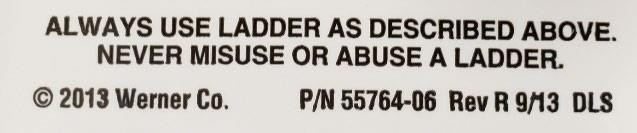 ALWAYS USE LADDER AS DESCRIBED ABOVE.
NEVER MISUSE OR ABUSE A LADDER.
© 2013 Werner Co. P/N 55764-06 Rev R 9/13 DLS